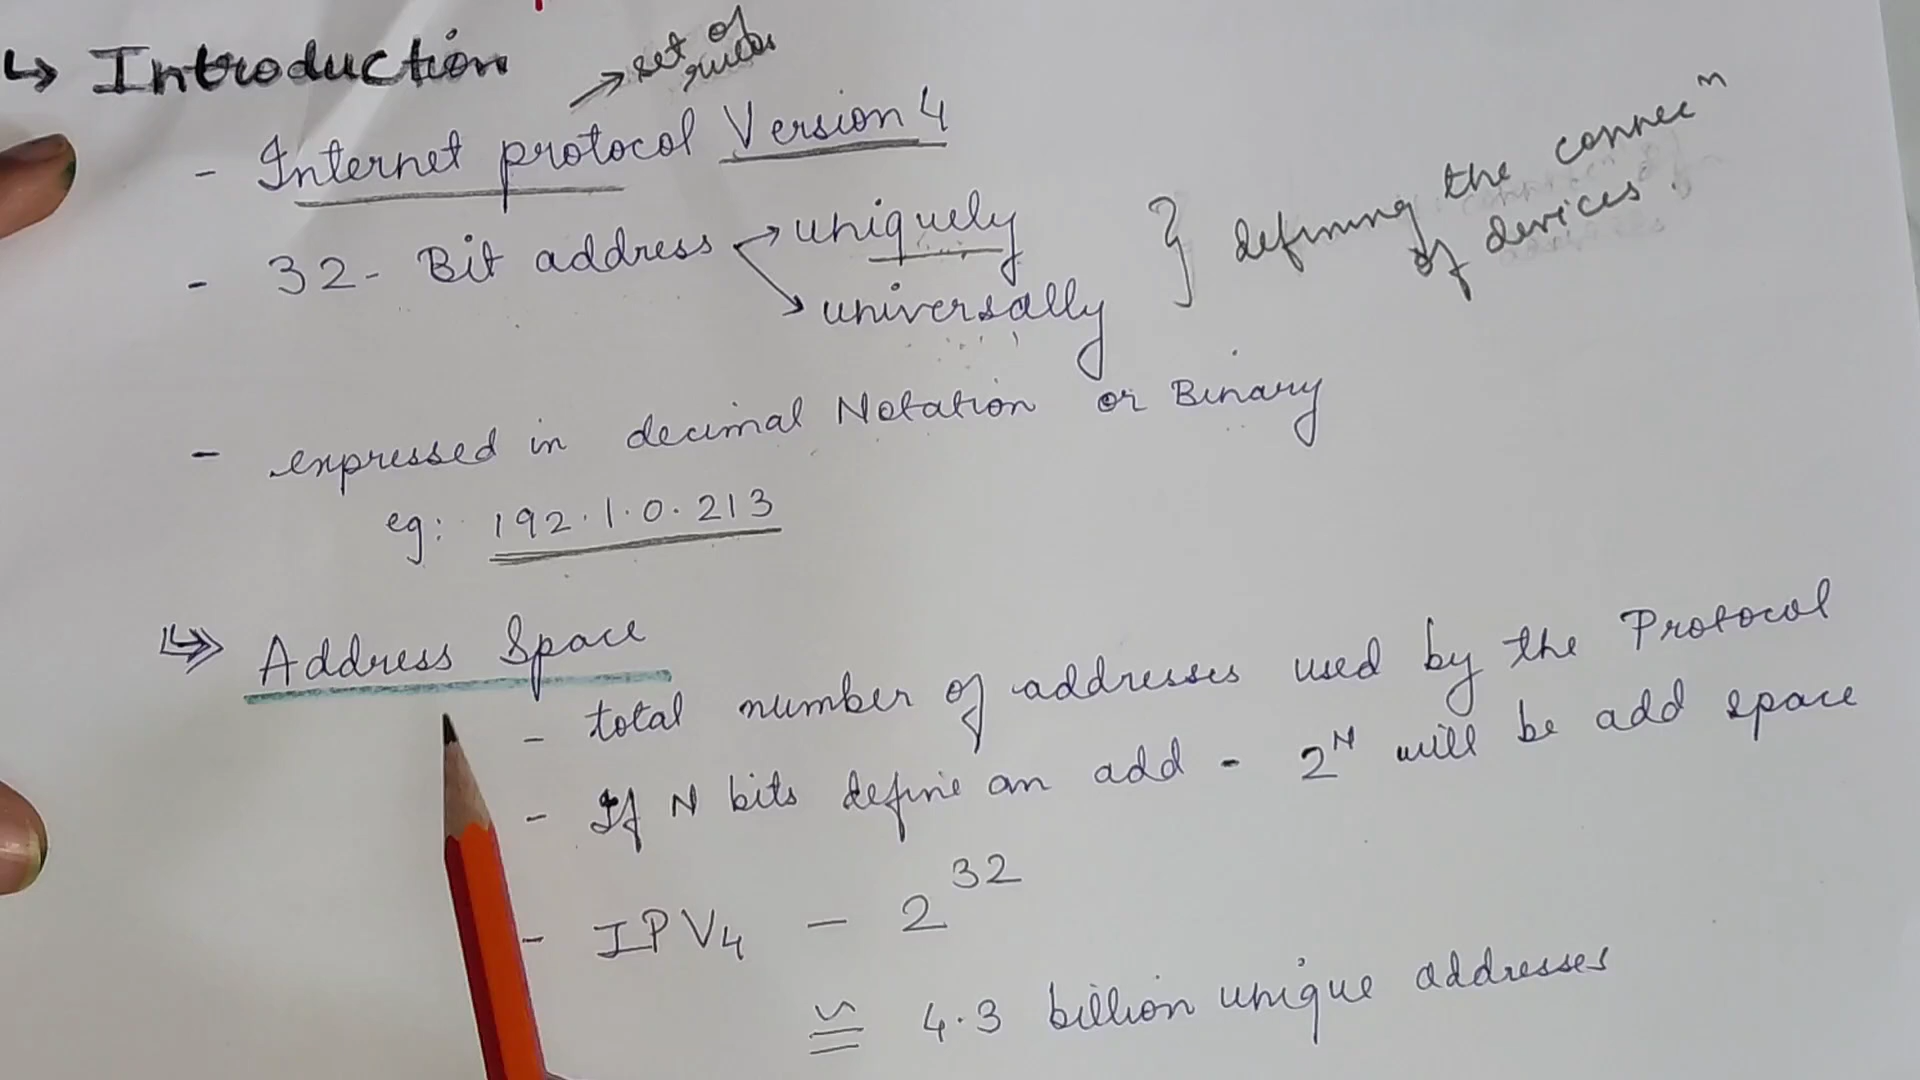 ↳ Introduction
→ set of rules
- Internet protocol Version 4
- 32- Bit address → uniquely
→ universally
} defining the connecⁿ
of devices.
- expressed in decimal Notation or Binary
eg: 192.1.0.213
↳ Address Space
- total number of addresses used by the Protocol
- If N bits define an add - 2ᴺ will be add space
- IPV4 - 2³²
≅ 4.3 billion unique addresses